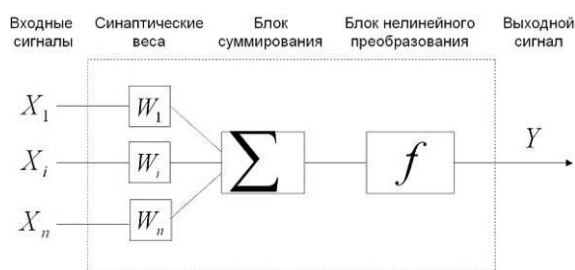 Входные сигналы
Синаптические веса
Блок суммирования
Блок нелинейного преобразования
Выходной сигнал
X₁
W₁
Xᵢ
Wᵢ
Σ
f
Y
Xₙ
Wₙ